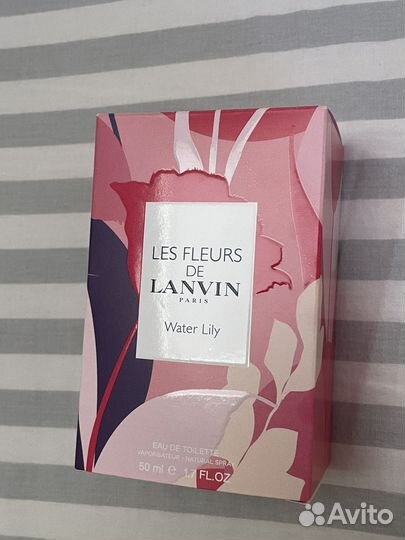 LES FLEURS
DE
LANVIN
PARIS
Water Lily
EAU DE TOILETTE
VAPORISATEUR - NATURAL SPRAY
50 ml ℮ 1.7 FL.OZ
Avito